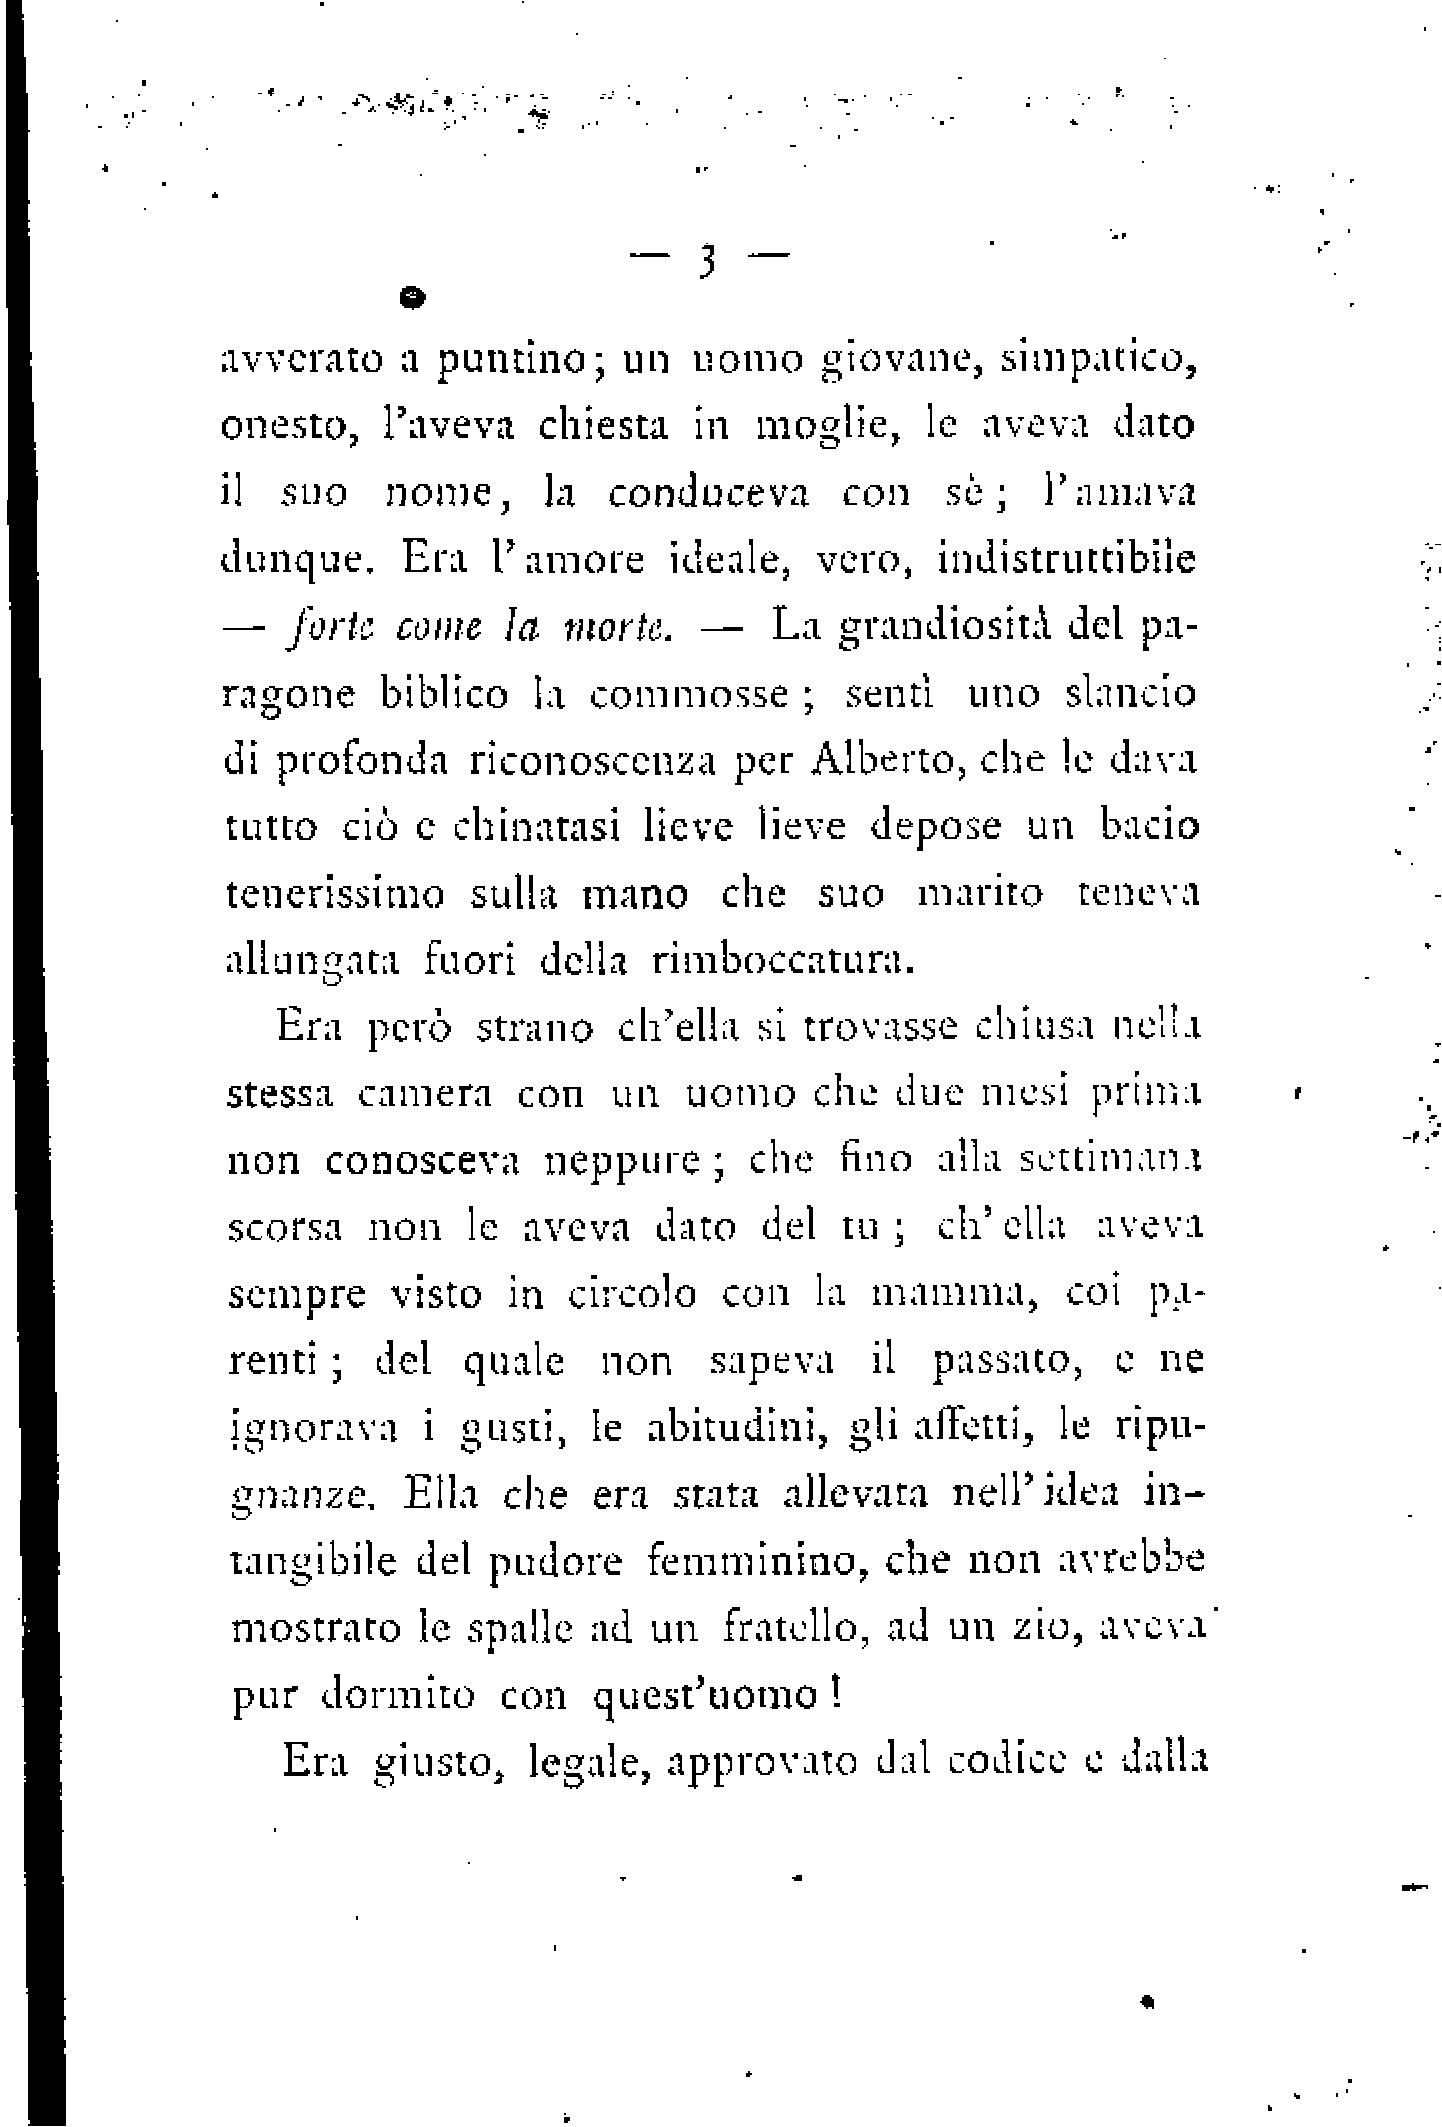 — 3 —
avverato a puntino; un uomo giovane, simpatico,
onesto, l'aveva chiesta in moglie, le aveva dato
il suo nome, la conduceva con sè; l'amava
dunque. Era l'amore ideale, vero, indistruttibile
— forte come la morte. — La grandiosità del pa-
ragone biblico la commosse; sentì uno slancio
di profonda riconoscenza per Alberto, che le dava
tutto ciò e chinatasi lieve lieve depose un bacio
tenerissimo sulla mano che suo marito teneva
allungata fuori della rimboccatura.
Era però strano ch'ella si trovasse chiusa nella
stessa camera con un uomo che due mesi prima
non conosceva neppure; che fino alla settimana
scorsa non le aveva dato del tu; ch'ella aveva
sempre visto in circolo con la mamma, coi pa-
renti; del quale non sapeva il passato, e ne
ignorava i gusti, le abitudini, gli affetti, le ripu-
gnanze. Ella che era stata allevata nell'idea in-
tangibile del pudore femminino, che non avrebbe
mostrato le spalle ad un fratello, ad un zio, aveva
pur dormito con quest'uomo!
Era giusto, legale, approvato dal codice e dalla